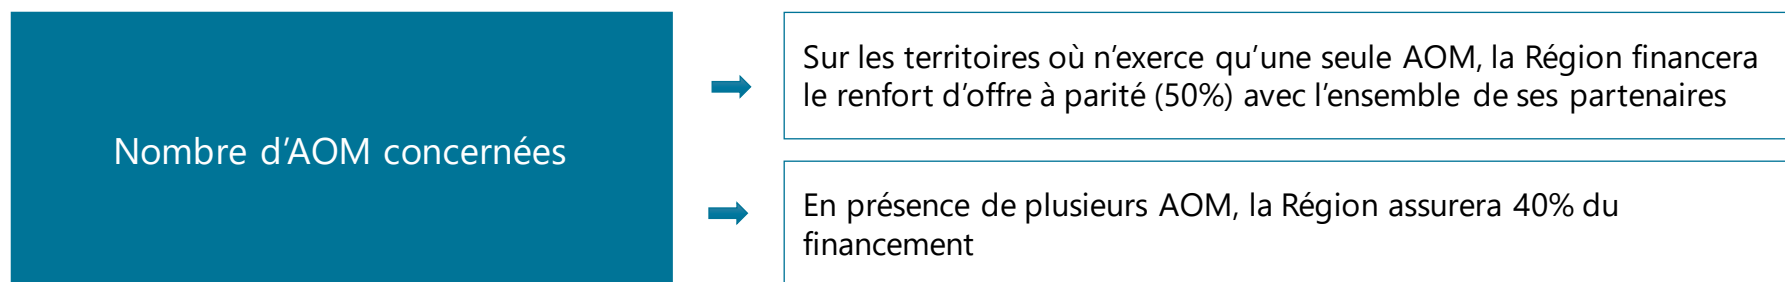 Nombre d'AOM concernées
Sur les territoires où n'exerce qu'une seule AOM, la Région financera
le renfort d'offre à parité (50%) avec l'ensemble de ses partenaires
En présence de plusieurs AOM, la Région assurera 40% du
financement